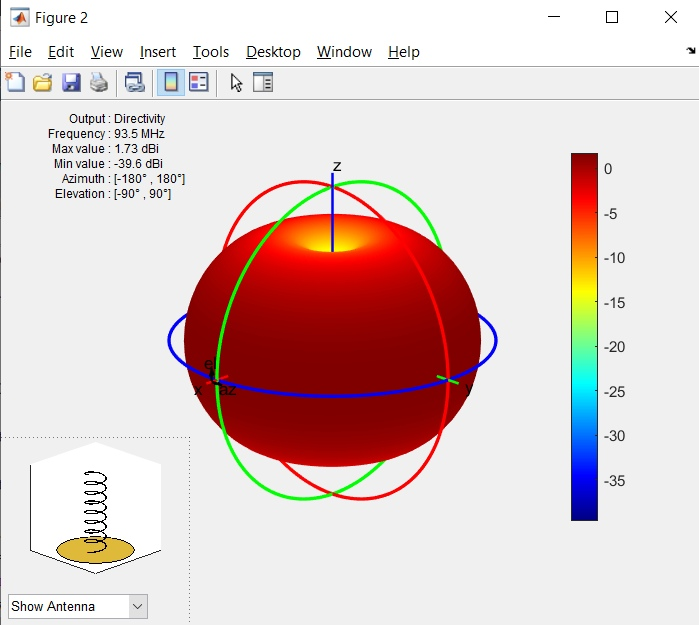 Figure 2
File Edit View Insert Tools Desktop Window Help
Output : Directivity
Frequency : 93.5 MHz
Max value : 1.73 dBi
Min value : -39.6 dBi
Azimuth : [-180° , 180°]
Elevation : [-90° , 90°]
z
0
-5
-10
-15
-20
-25
-30
-35
el
x
az
y
Show Antenna